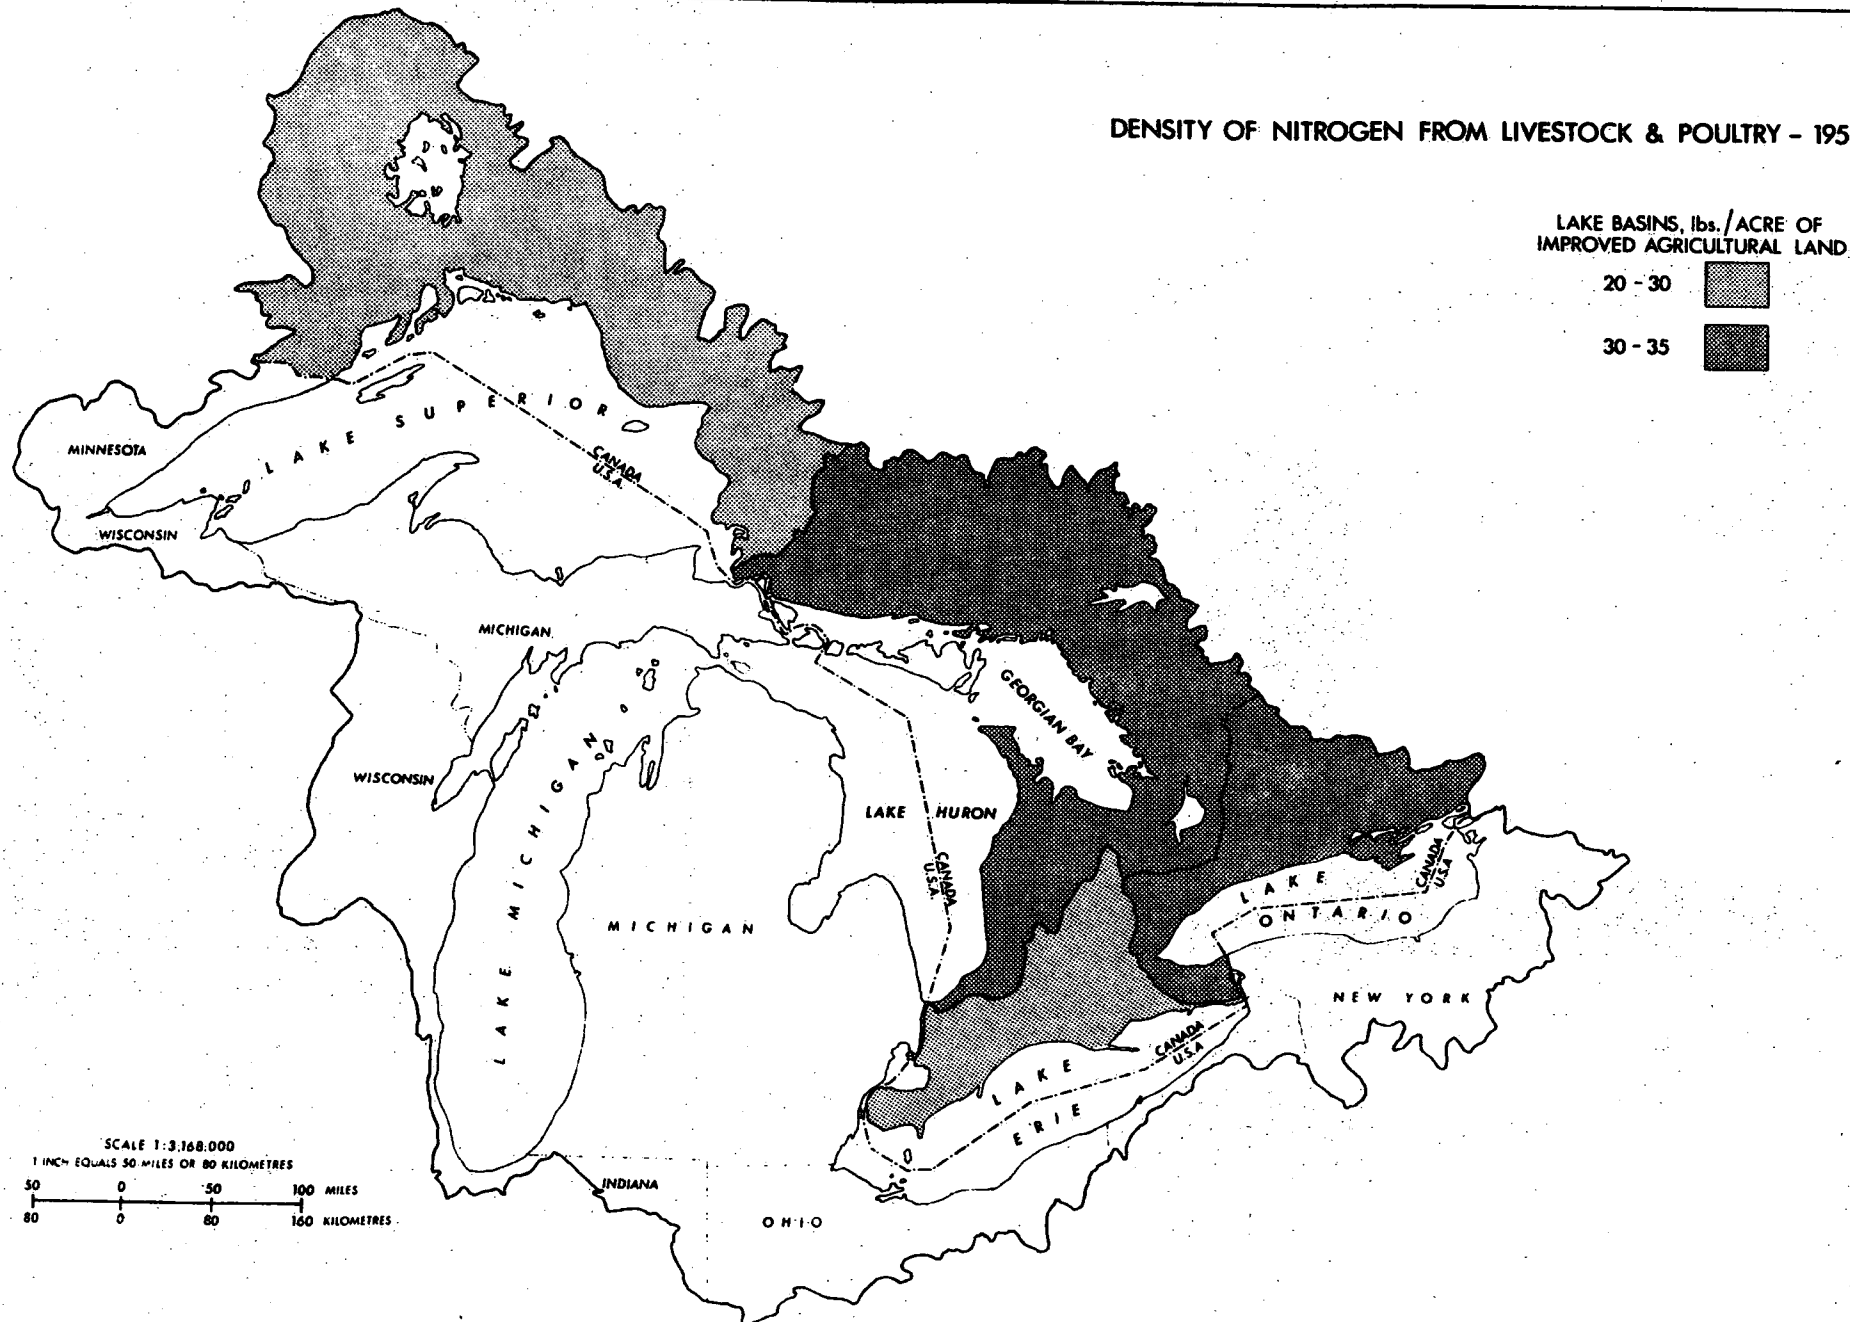 DENSITY OF NITROGEN FROM LIVESTOCK & POULTRY - 195
LAKE BASINS, lbs./ACRE OF
IMPROVED AGRICULTURAL LAND
20 - 30
30 - 35
MINNESOTA
LAKE SUPERIOR
CANADA
U.S.A.
WISCONSIN
MICHIGAN
GEORGIAN BAY
WISCONSIN
LAKE MICHIGAN
LAKE HURON
CANADA
U.S.A
MICHIGAN
LAKE
ONTARIO
CANADA
U.S.A
NEW YORK
LAKE
ERIE
CANADA
U.S.A
INDIANA
OHIO
SCALE 1:3,168,000
1 INCH EQUALS 50 MILES OR 80 KILOMETRES
50 0 50 100 MILES
80 0 80 160 KILOMETRES